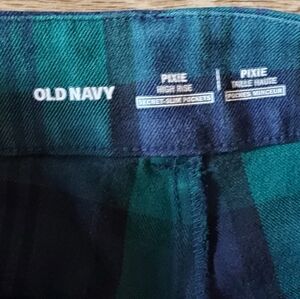 OLD NAVY
PIXIE
HIGH RISE
SECRET-SLIM POCKETS
PIXIE
TAILLE HAUTE
POCHES MINCEUR